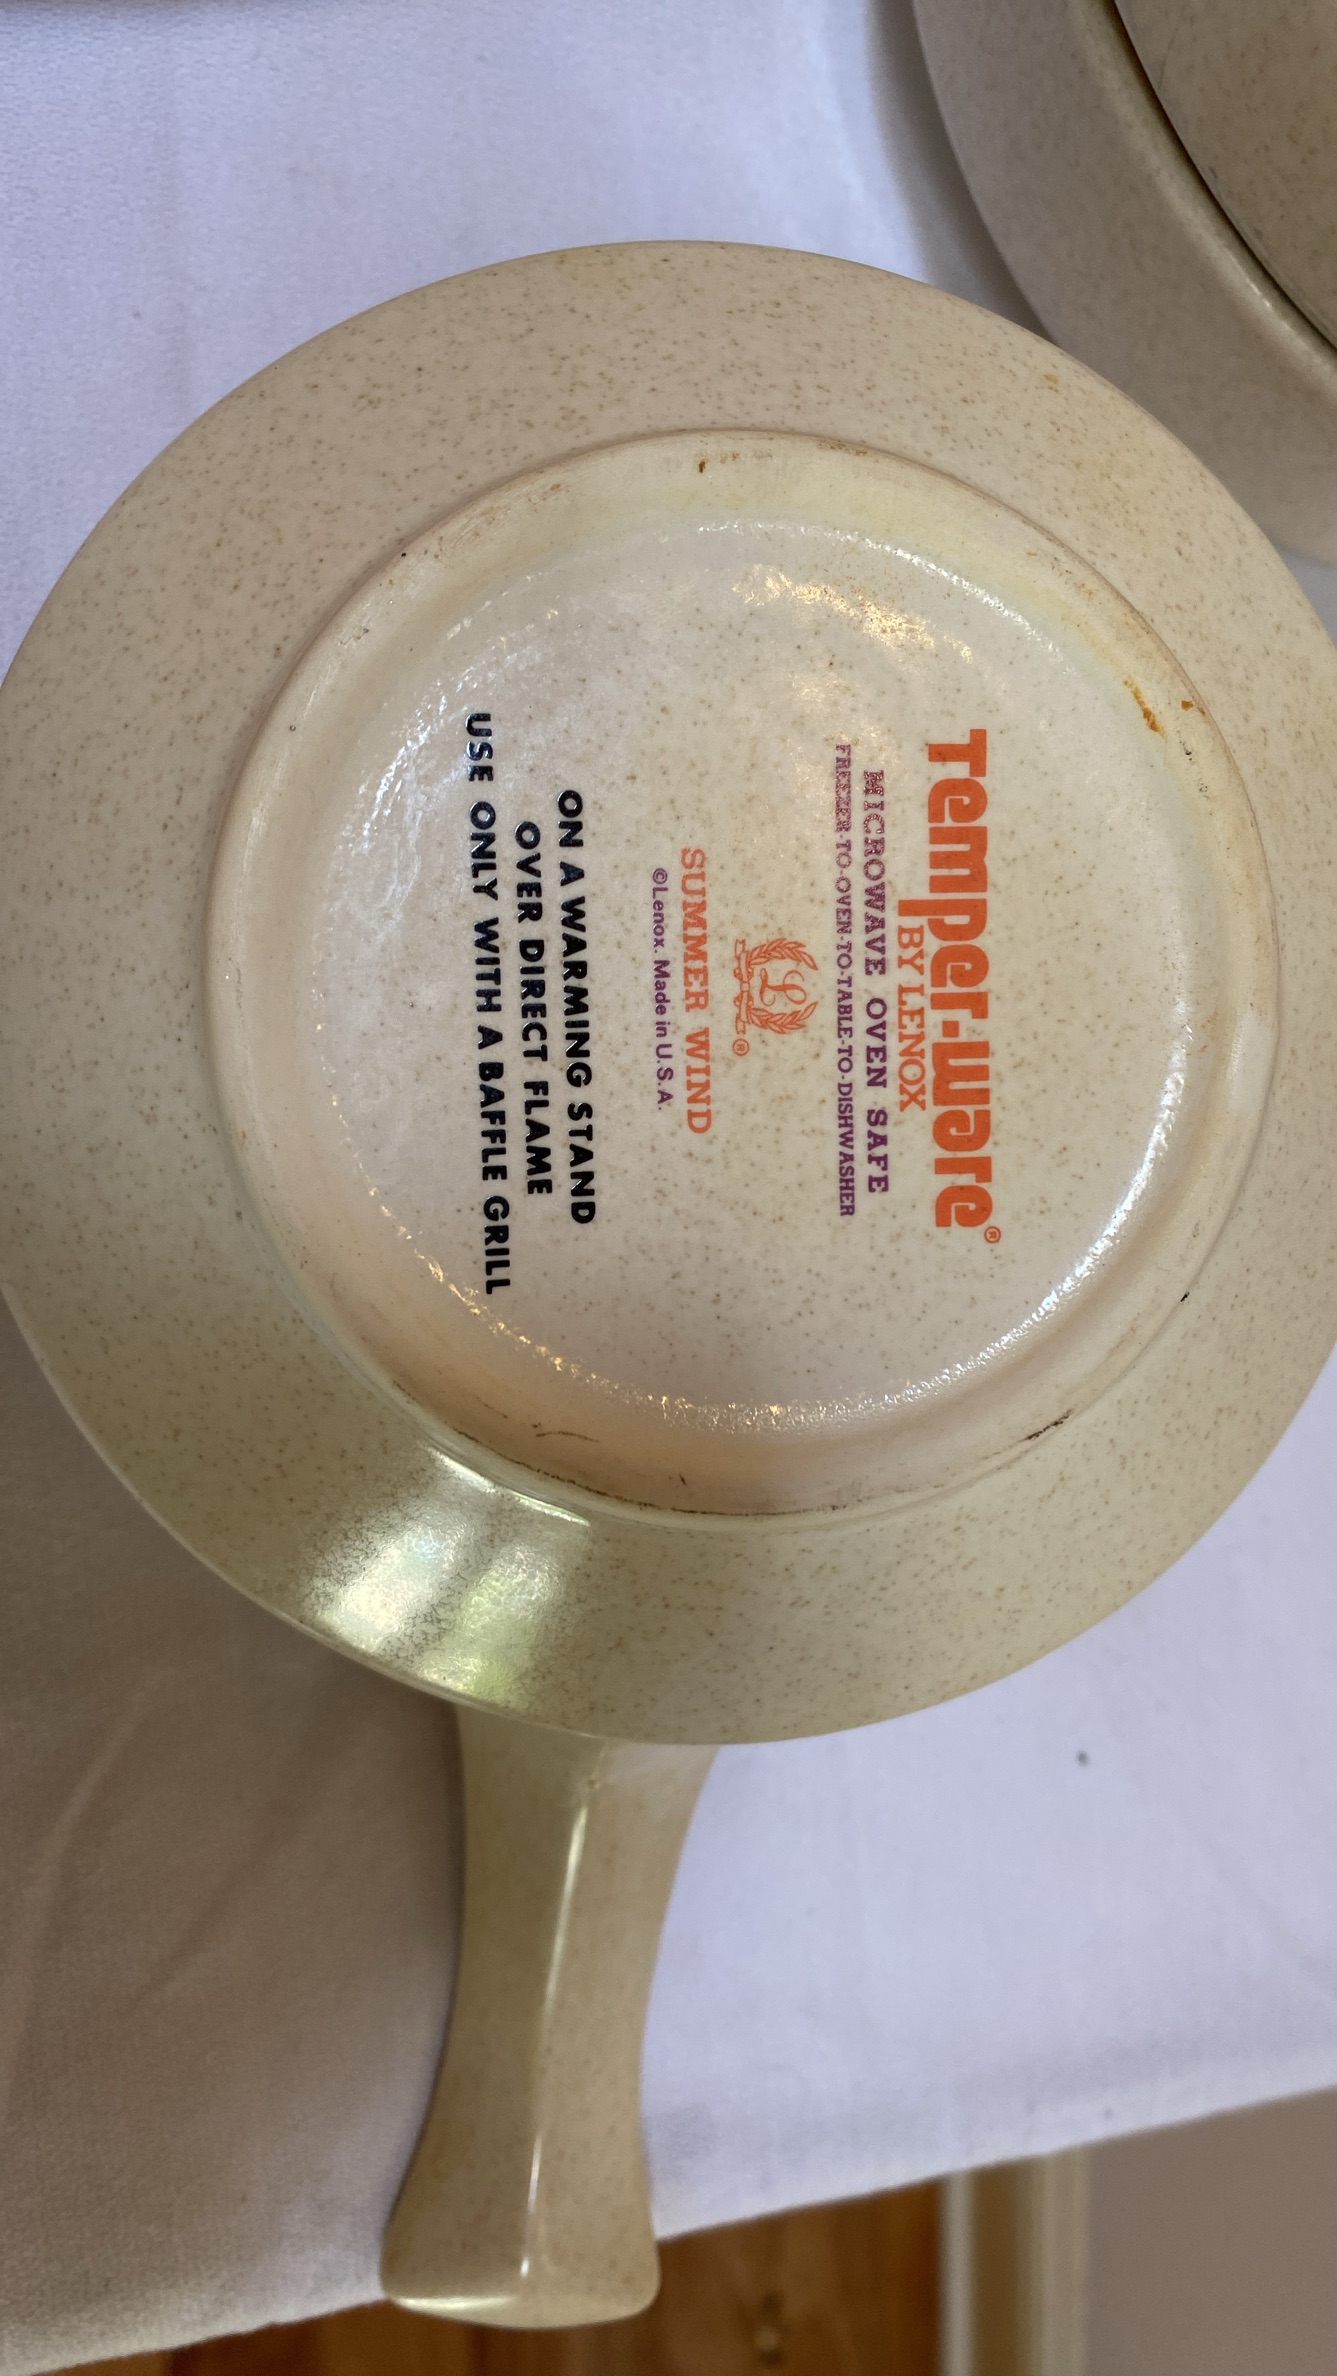 Temper-ware®
BY LENOX
MICROWAVE OVEN SAFE
FREEZER-TO-OVEN-TO-TABLE-TO-DISHWASHER
L ®
SUMMER WIND
©Lenox. Made in U.S.A.
ON A WARMING STAND
OVER DIRECT FLAME
USE ONLY WITH A BAFFLE GRILL